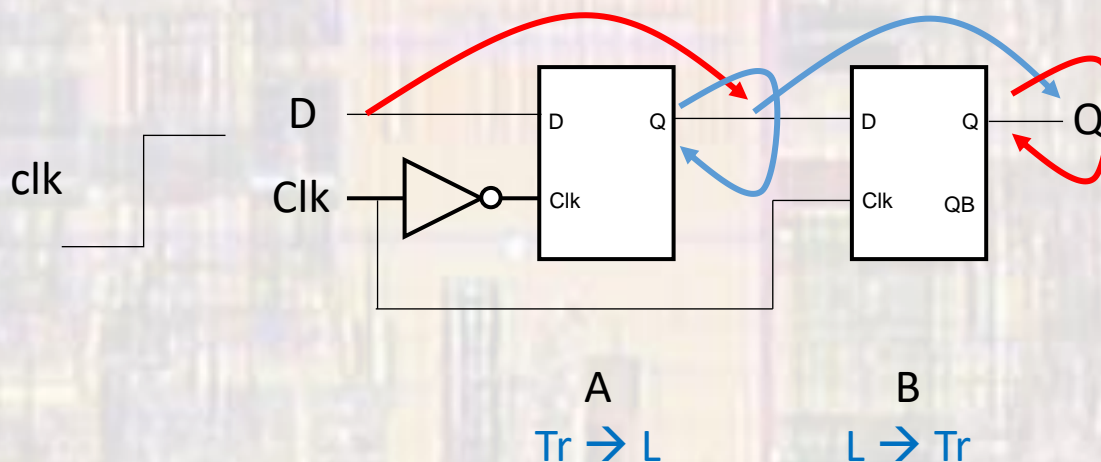 D
D Q
D Q
Q
clk
Clk
Clk
Clk
QB
A B
Tr → L L → Tr